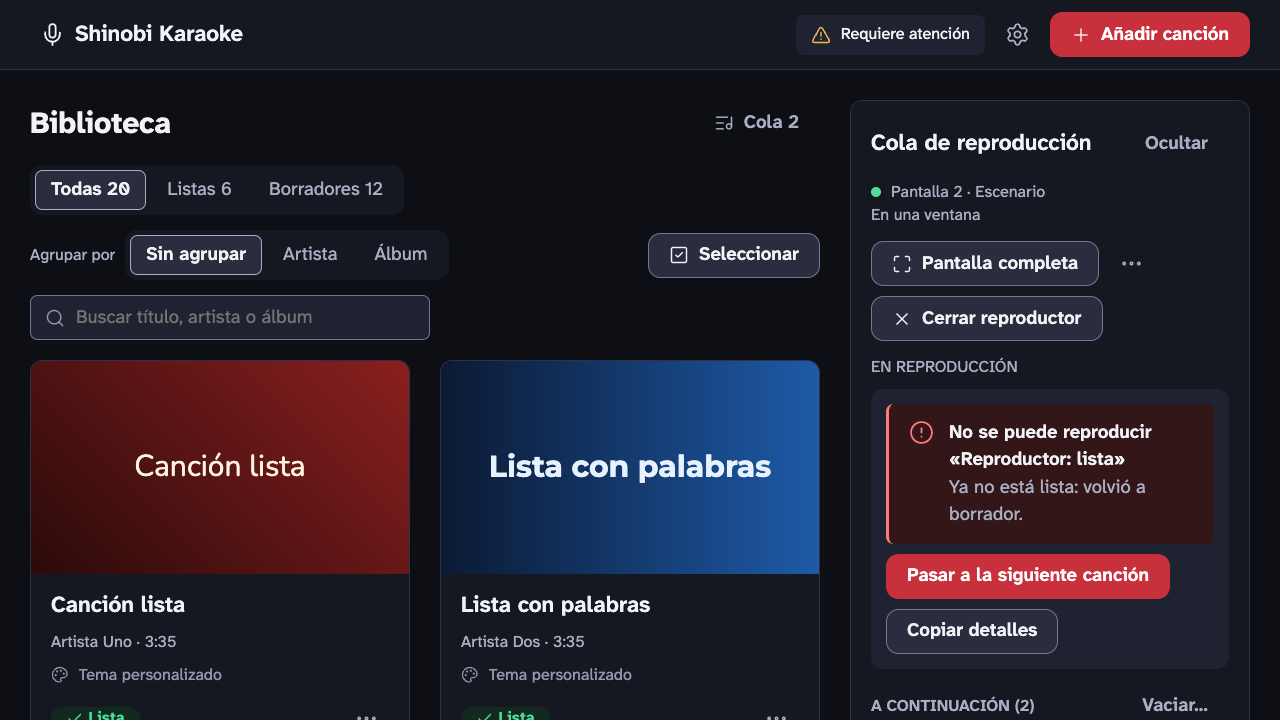 Shinobi Karaoke
Requiere atención
Añadir canción
Biblioteca
Cola 2
Todas 20
Listas 6
Borradores 12
Agrupar por
Sin agrupar
Artista
Álbum
Seleccionar
Buscar título, artista o álbum
Canción lista
Canción lista
Artista Uno · 3:35
Tema personalizado
Lista
Lista con palabras
Lista con palabras
Artista Dos · 3:35
Tema personalizado
Lista
Cola de reproducción
Ocultar
Pantalla 2 · Escenario
En una ventana
Pantalla completa
Cerrar reproductor
EN REPRODUCCIÓN
No se puede reproducir
«Reproductor: lista»
Ya no está lista: volvió a
borrador.
Pasar a la siguiente canción
Copiar detalles
A CONTINUACIÓN (2)
Vaciar...